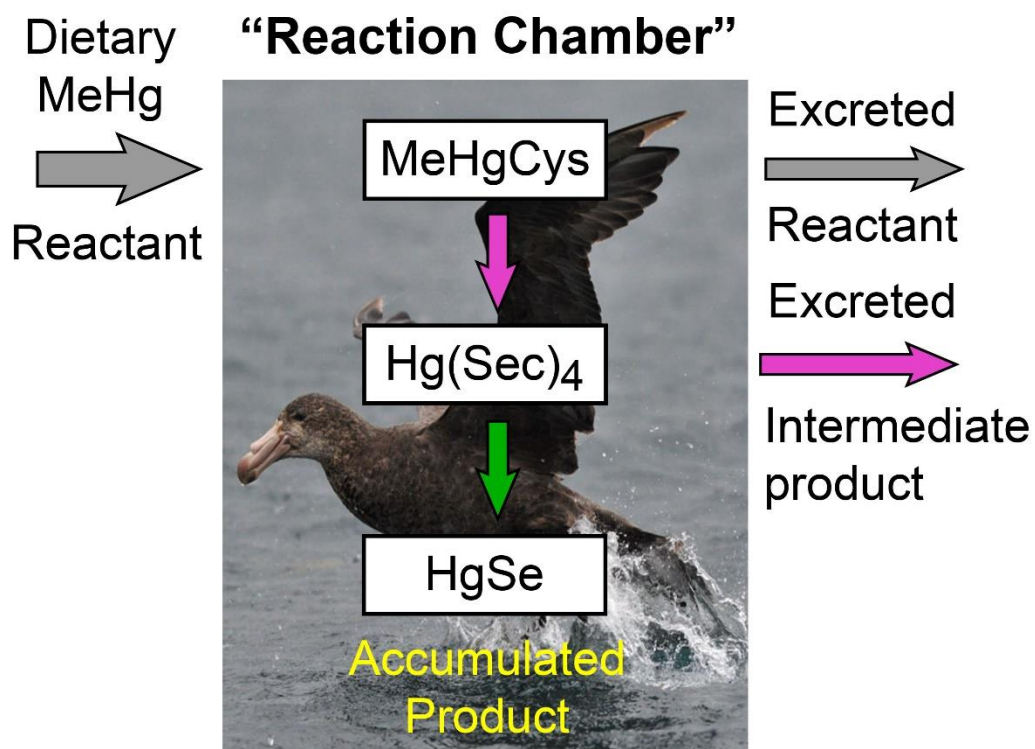 Dietary
MeHg
Reactant
“Reaction Chamber”
MeHgCys
Hg(Sec)4
HgSe
Accumulated
Product
Excreted
Reactant
Excreted
Intermediate
product